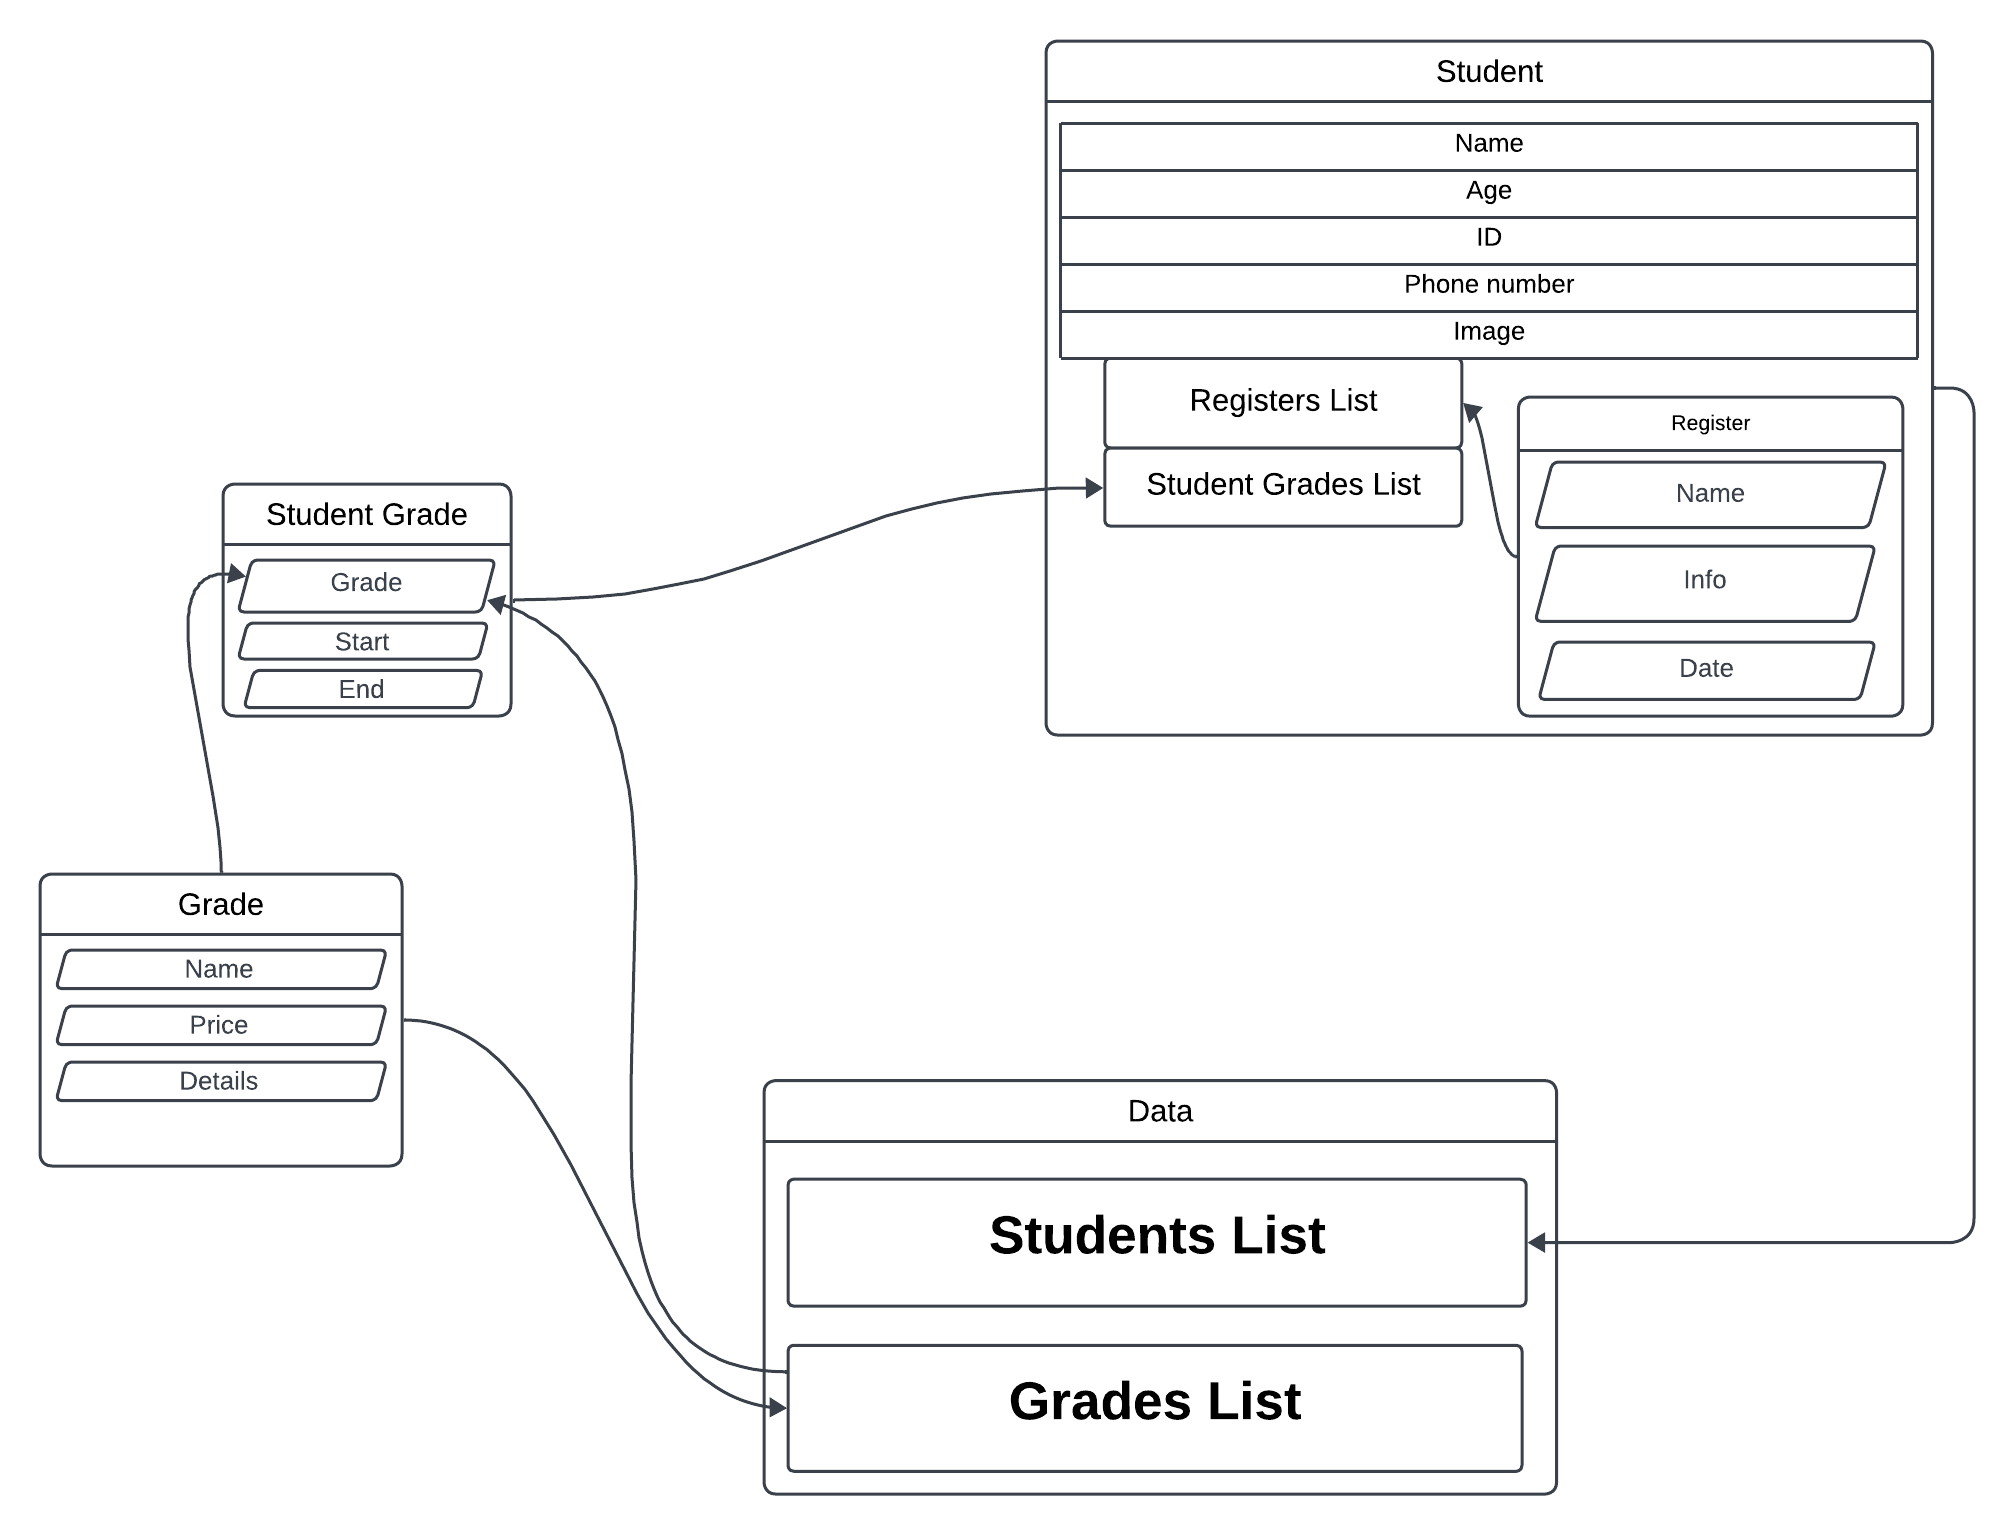 Student
Name
Age
ID
Phone number
Image
Registers List
Student Grades List
Register
Name
Info
Date
Student Grade
Grade
Start
End
Grade
Name
Price
Details
Data
Students List
Grades List